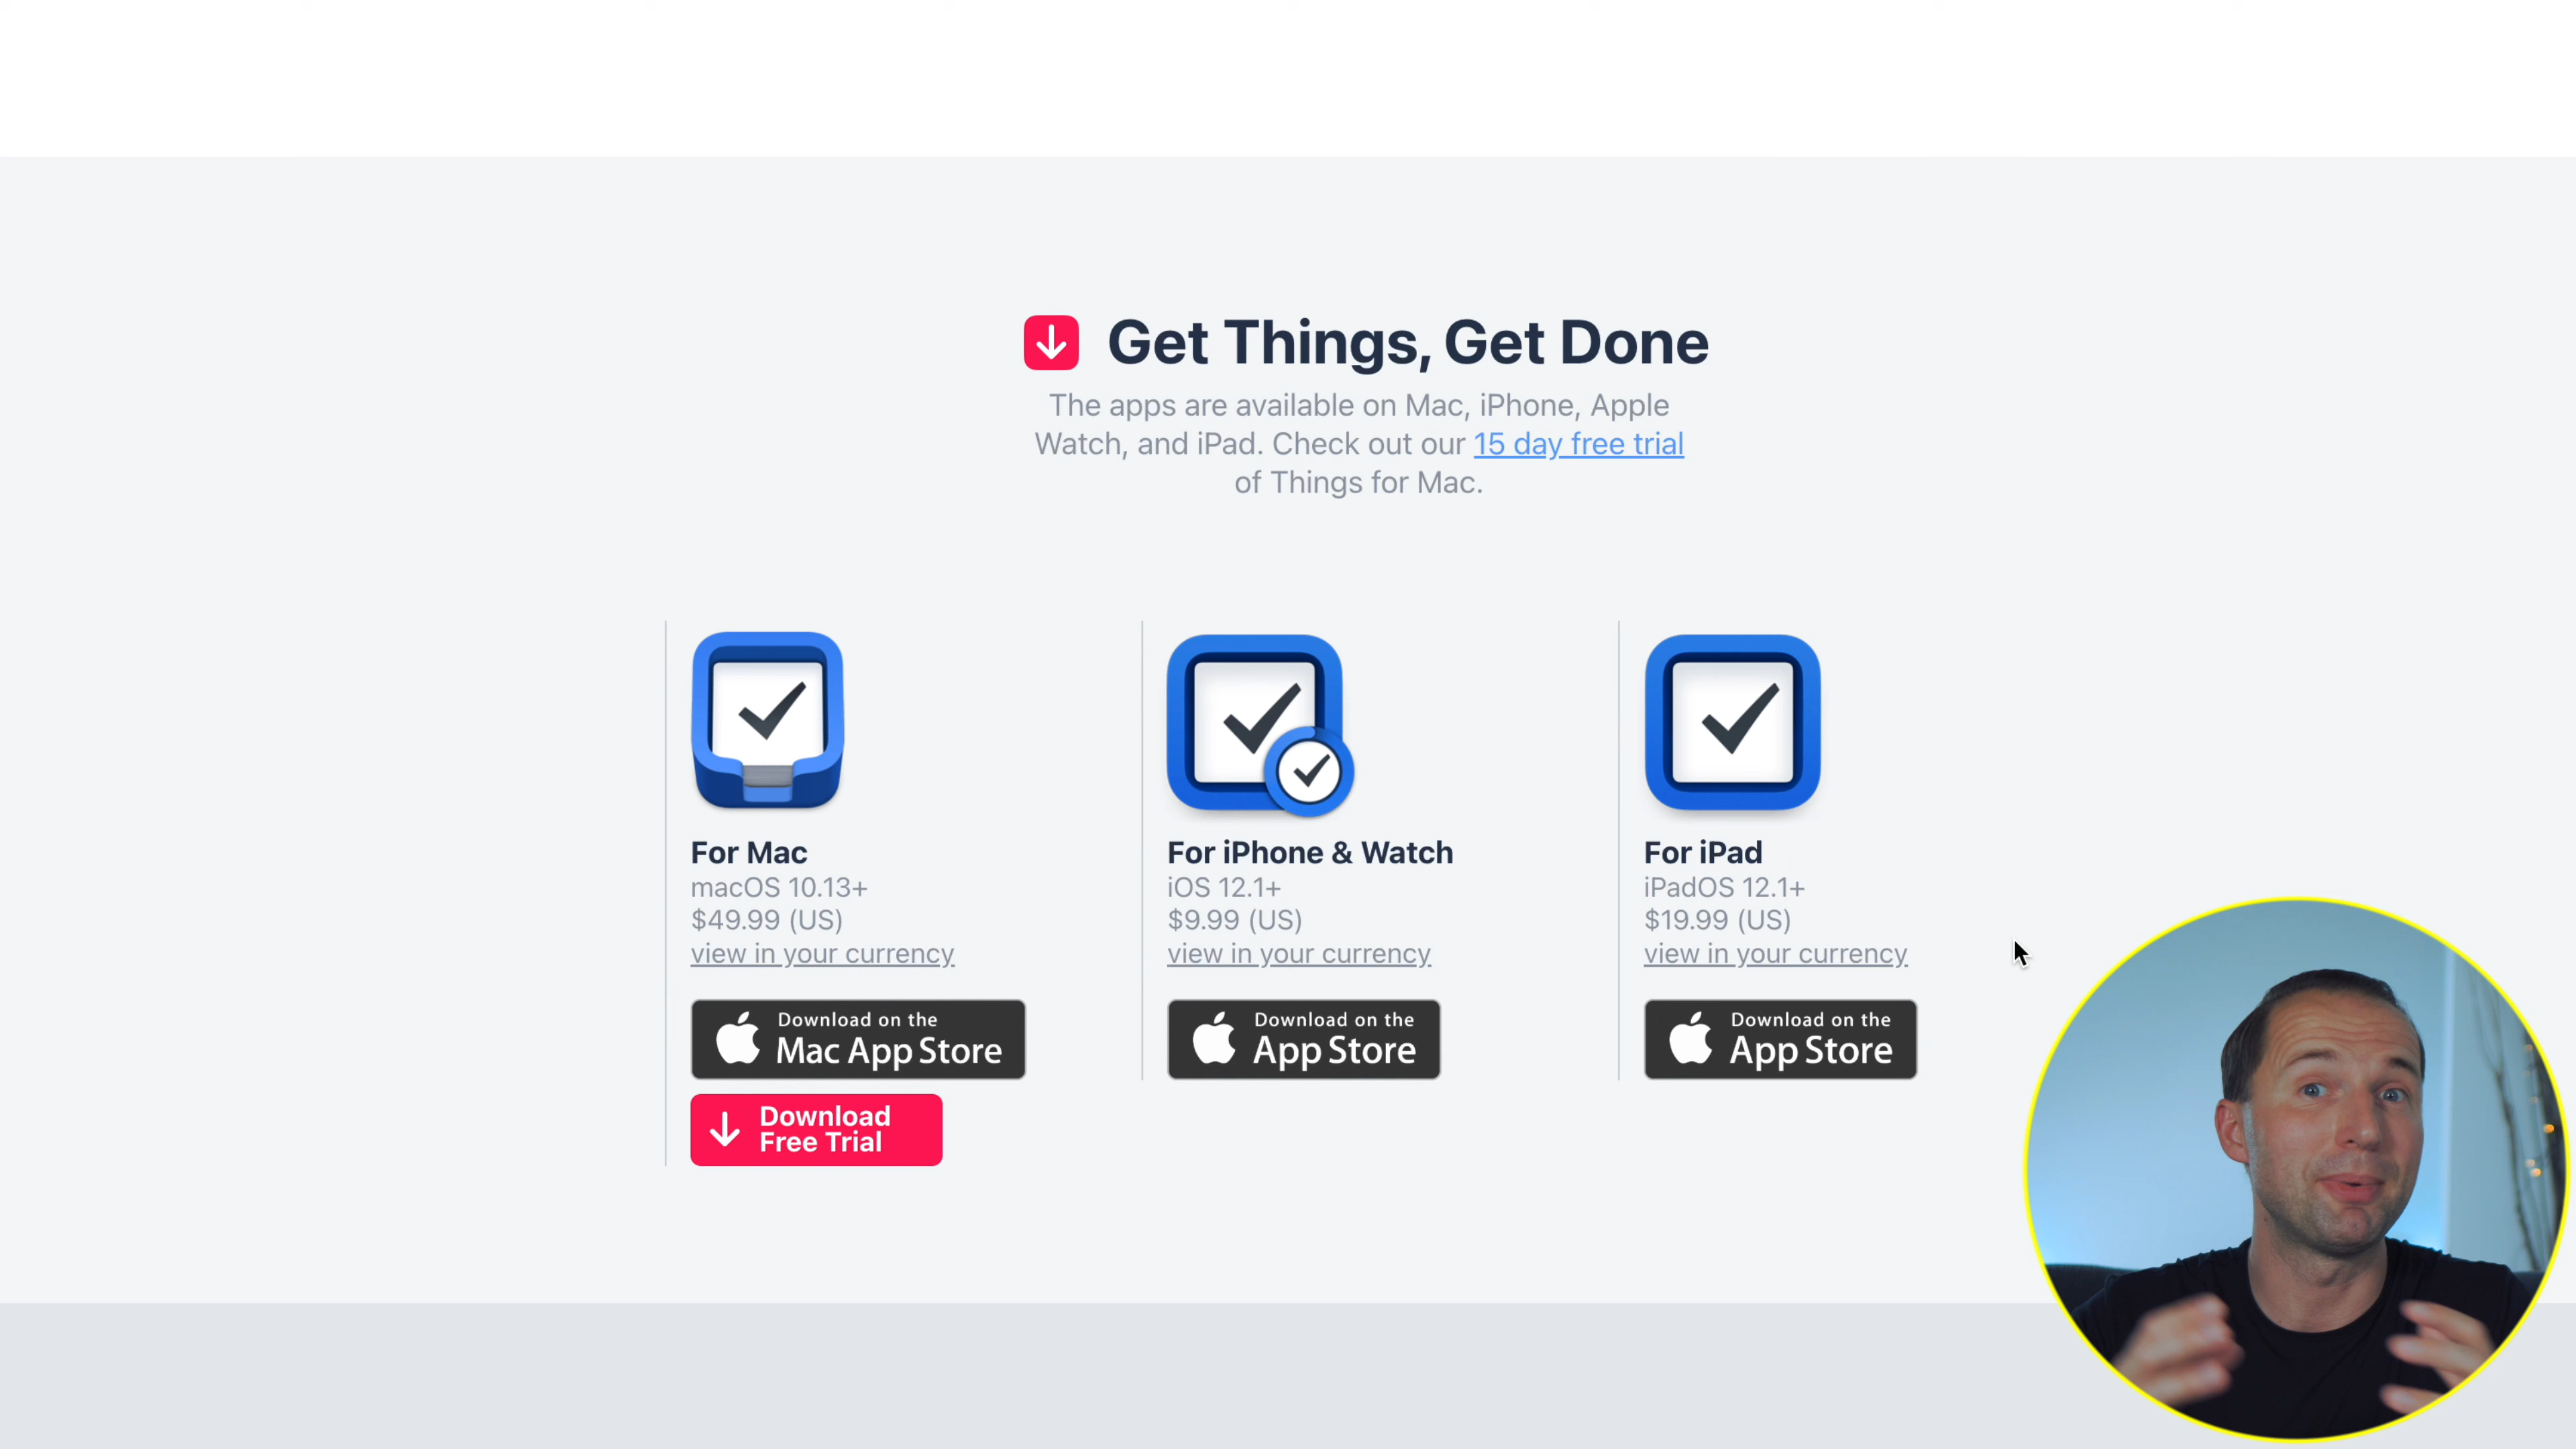 Get Things, Get Done
The apps are available on Mac, iPhone, Apple
Watch, and iPad. Check out our 15 day free trial
of Things for Mac.
For Mac
macOS 10.13+
$49.99 (US)
view in your currency
Download on the
Mac App Store
Download
Free Trial
For iPhone & Watch
iOS 12.1+
$9.99 (US)
view in your currency
Download on the
App Store
For iPad
iPadOS 12.1+
$19.99 (US)
view in your currency
Download on the
App Store